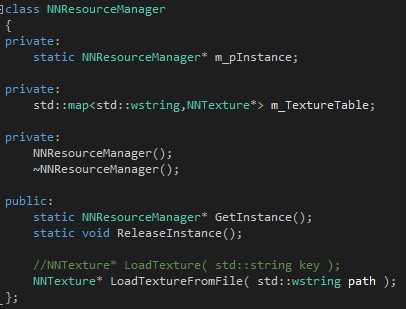 class NNResourceManager
{
private:
    static NNResourceManager* m_pInstance;

private:
    std::map<std::wstring,NNTexture*> m_TextureTable;

private:
    NNResourceManager();
    ~NNResourceManager();

public:
    static NNResourceManager* GetInstance();
    static void ReleaseInstance();

    //NNTexture* LoadTexture( std::string key );
    NNTexture* LoadTextureFromFile( std::wstring path );
};